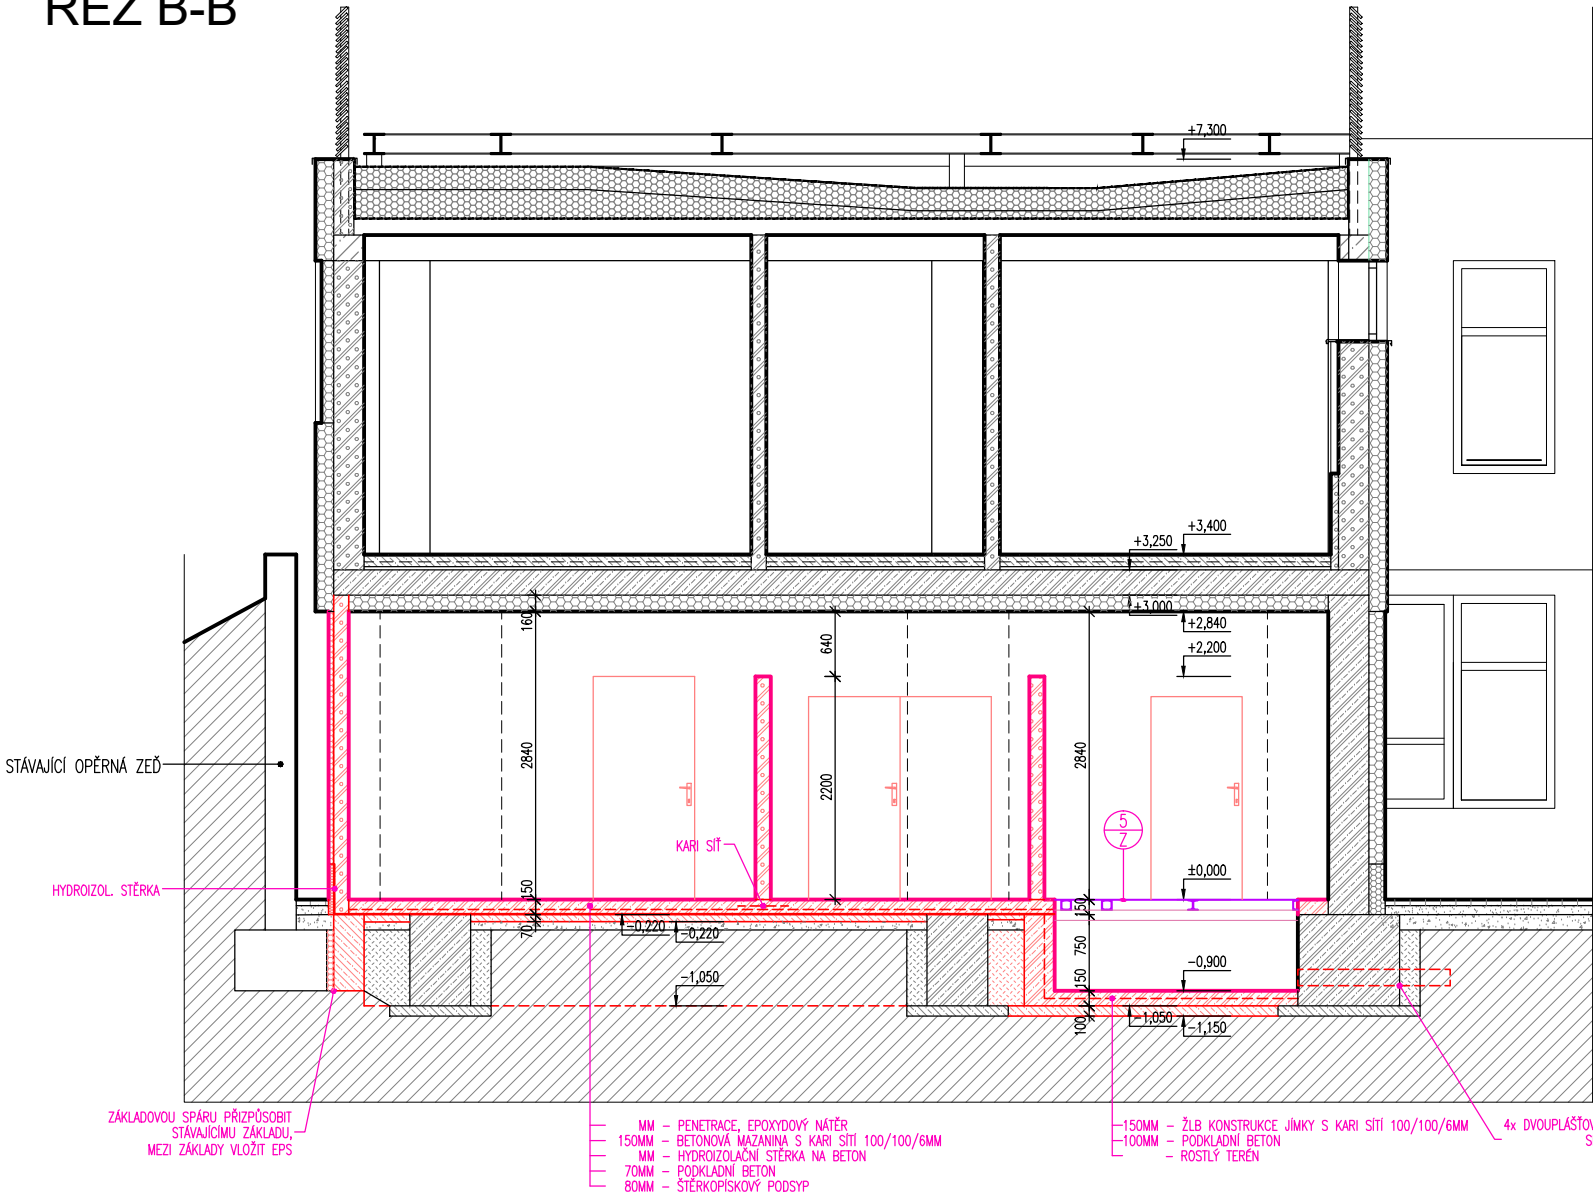 ŘEZ B-B
+7,300
+3,400
+3,250
+3,000
+2,840
+2,200
160
640
2840
2200
2840
STÁVAJÍCÍ OPĚRNÁ ZEĎ
5
Z
KARI SÍŤ
HYDROIZOL. STĚRKA
±0,000
150
150
70
-0,220
-0,220
750
-0,900
-1,050
150
-1,050
100
-1,150
ZÁKLADOVOU SPÁRU PŘIZPŮSOBIT
STÁVAJÍCÍMU ZÁKLADU,
MEZI ZÁKLADY VLOŽIT EPS
MM - PENETRACE, EPOXYDOVÝ NÁTĚR
150MM - BETONOVÁ MAZANINA S KARI SÍTÍ 100/100/6MM
MM - HYDROIZOLAČNÍ STĚRKA NA BETON
70MM - PODKLADNÍ BETON
80MM - ŠTĚRKOPÍSKOVÝ PODSYP
150MM - ŽLB KONSTRUKCE JÍMKY S KARI SÍTÍ 100/100/6MM
100MM - PODKLADNÍ BETON
- ROSTLÝ TERÉN
4x DVOUPLÁŠŤOV
S